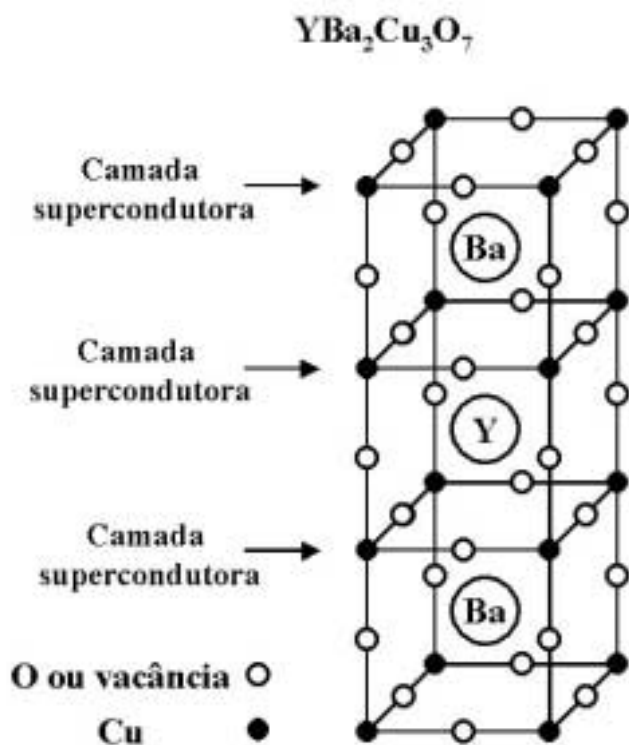 YBa₂Cu₃O₇
Camada
supercondutora
Ba
Camada
supercondutora
Y
Camada
supercondutora
Ba
O ou vacância
Cu